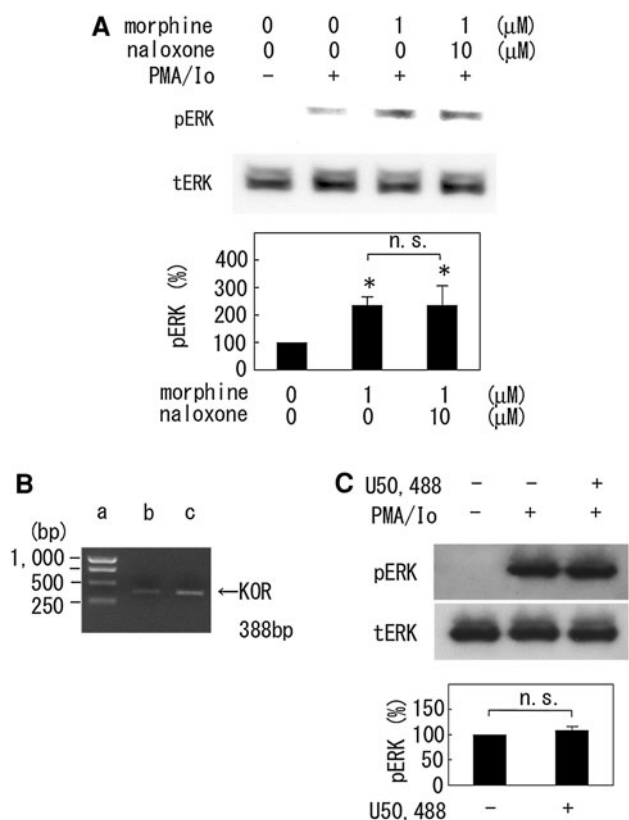 A
morphine 0 0 1 1 (μM)
naloxone 0 0 0 10 (μM)
PMA/Io − + + +
pERK
tERK
n. s.
400
300
200
100
0
pERK (%)
* *
morphine 0 1 1 (μM)
naloxone 0 0 10 (μM)
B
(bp) a b c
1,000
500
250
←KOR
388bp
C
U50,488 − − +
PMA/Io − + +
pERK
tERK
n. s.
150
100
50
0
pERK (%)
U50,488 − +